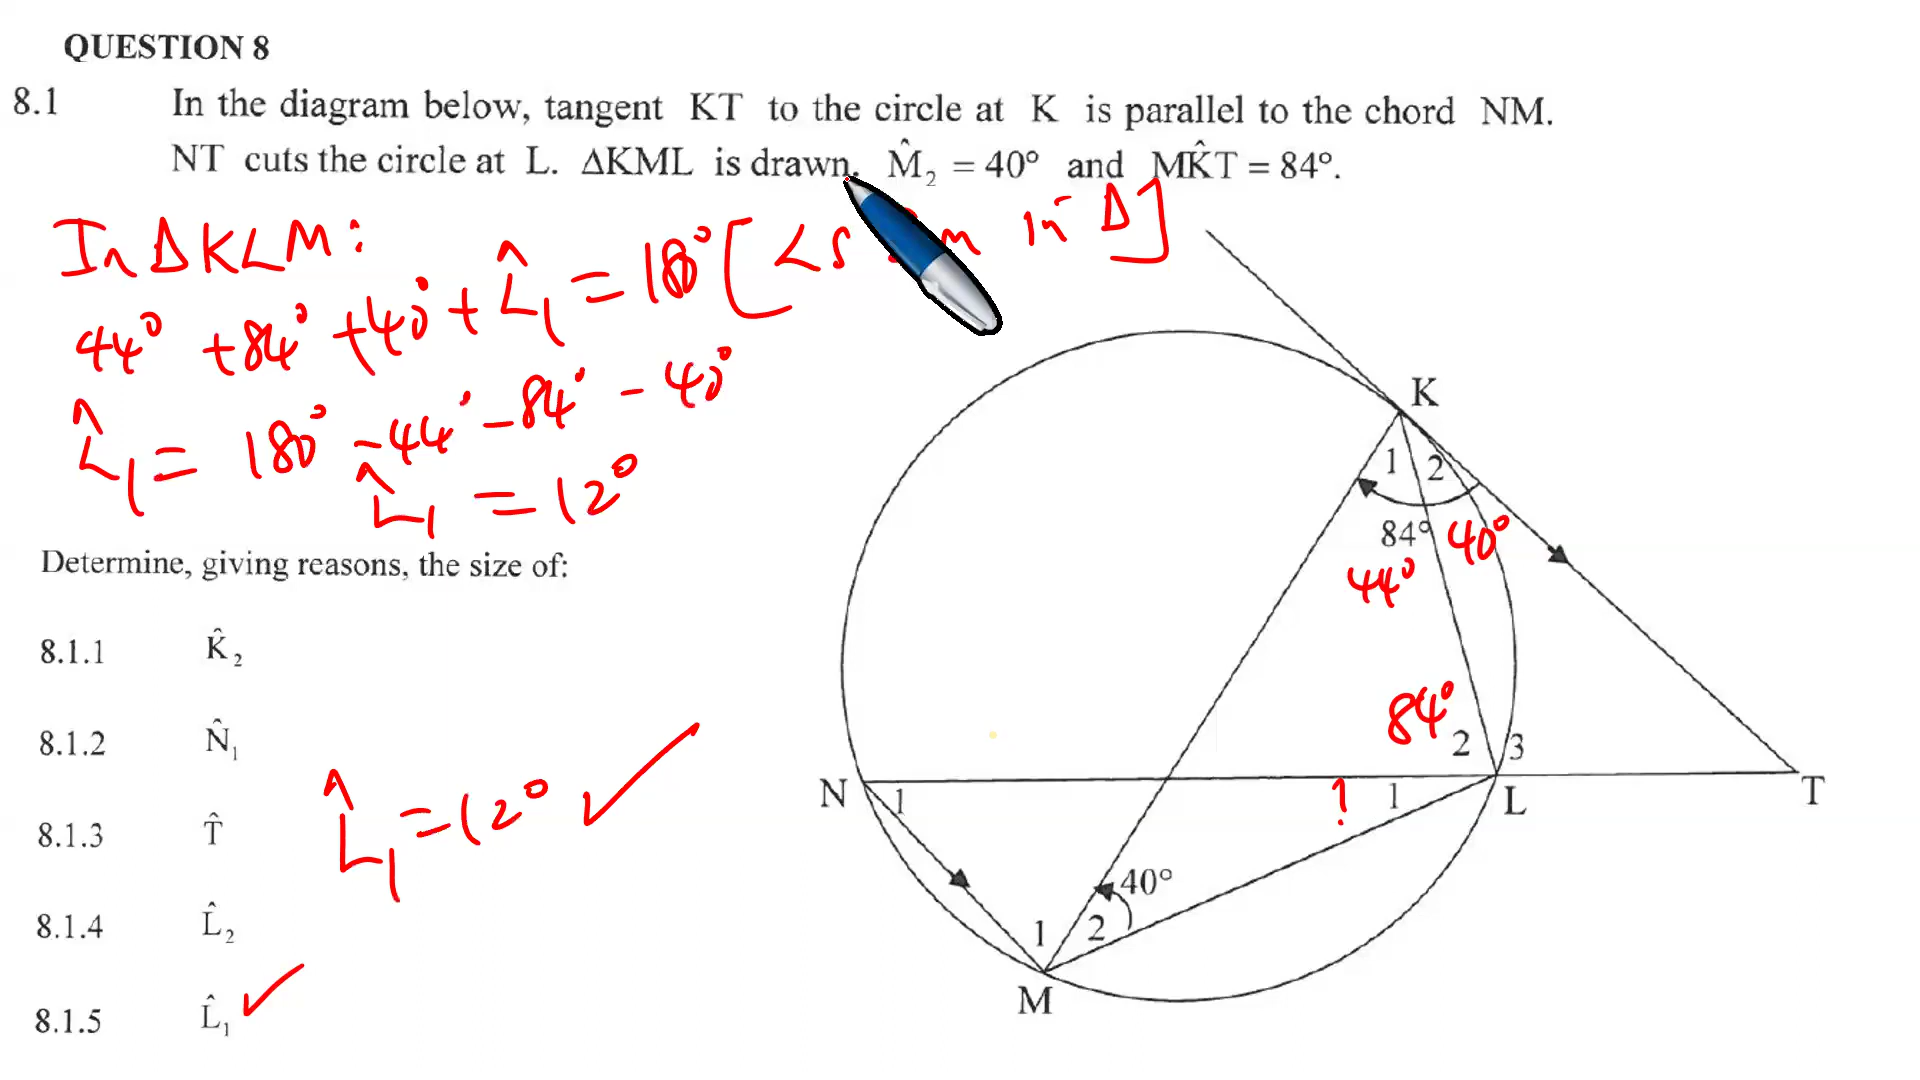 QUESTION 8
8.1 In the diagram below, tangent KT to the circle at K is parallel to the chord NM.
NT cuts the circle at L. ΔKML is drawn. M̂₂ = 40° and MK̂T = 84°.
In ΔKLM:
44° + 84° + 40° + L̂₁ = 180° [∠s in Δ]
L̂₁ = 180° - 44° - 84° - 40°
L̂₁ = 12°
Determine, giving reasons, the size of:
8.1.1 K̂₂
8.1.2 N̂₁
8.1.3 T̂
8.1.4 L̂₂
8.1.5 L̂₁
L̂₁ = 12°
K
1 2
84° 40°
44°
84°
2 3
N 1 ? 1 L T
40°
1 2
M